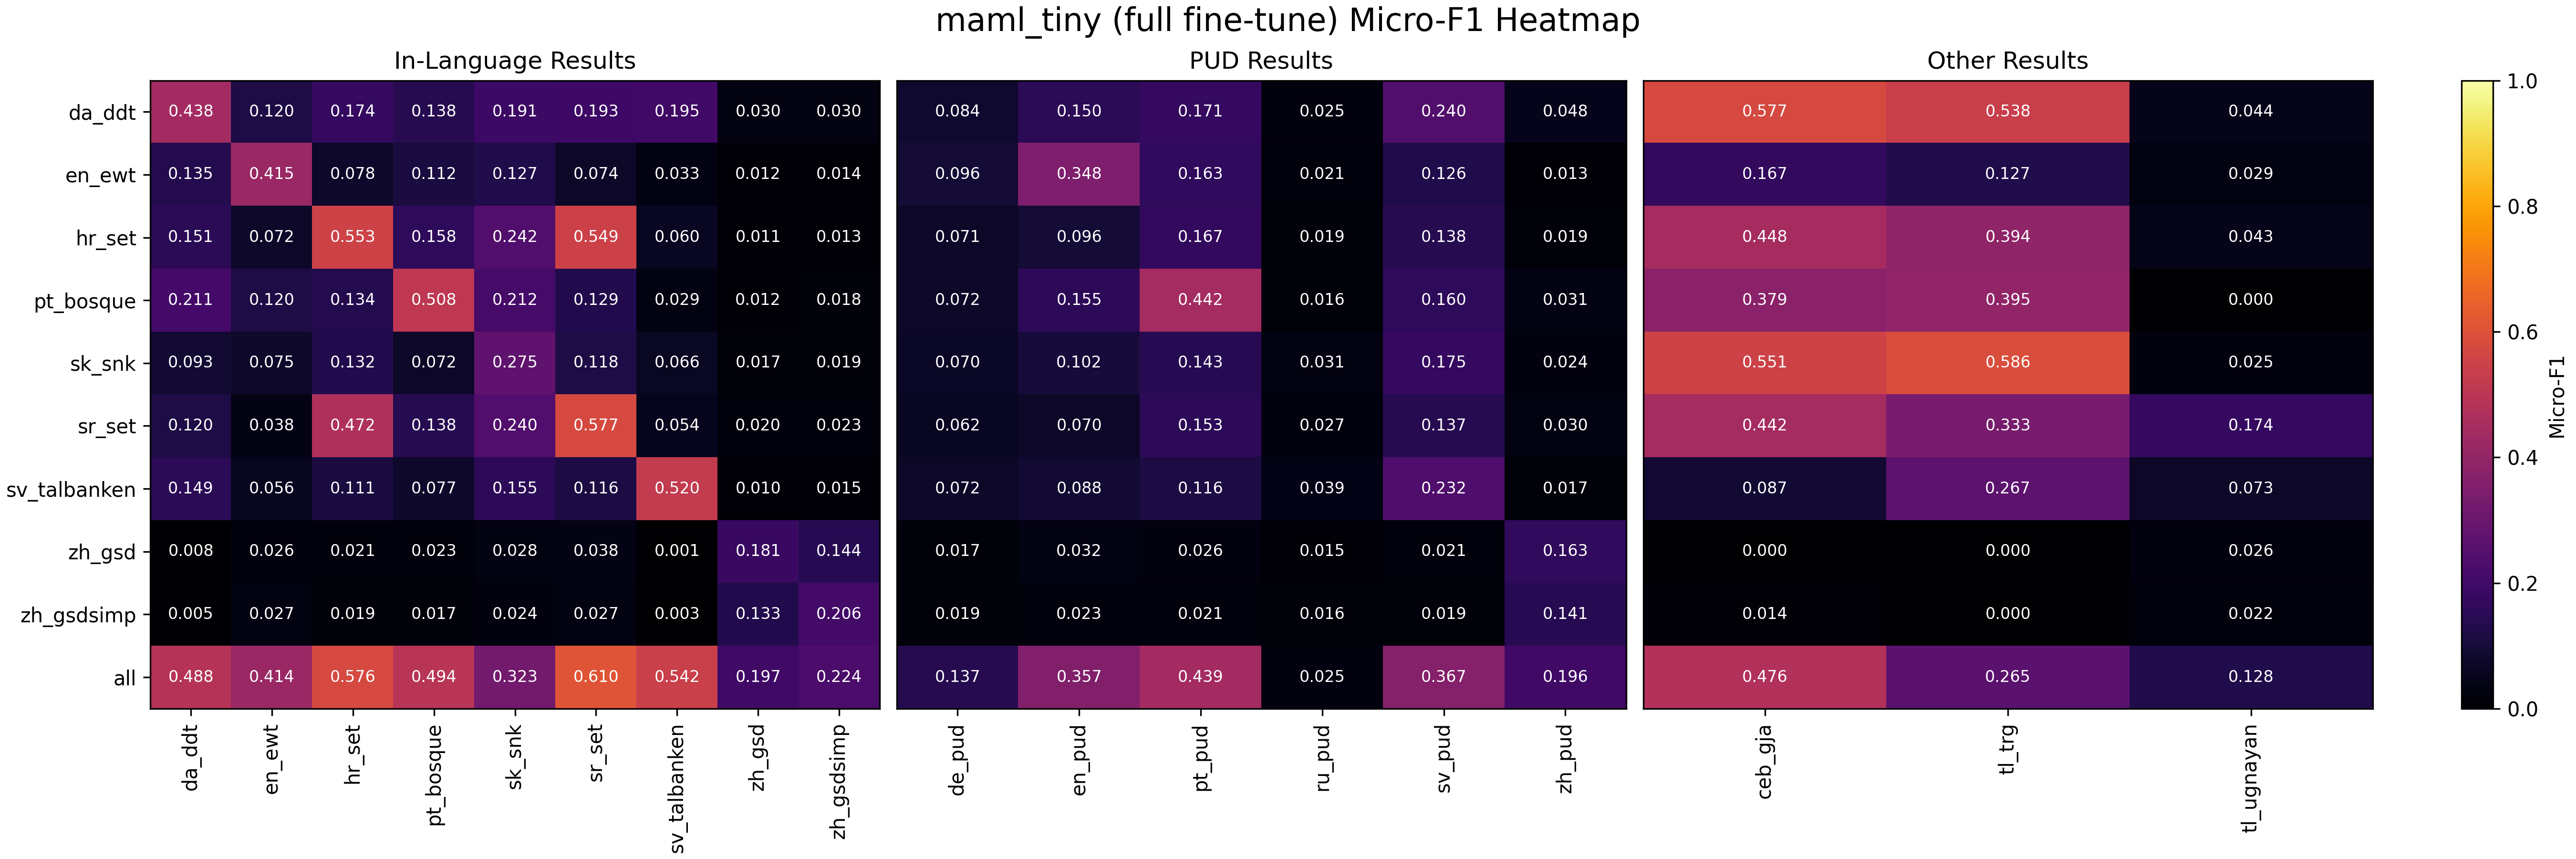 maml_tiny (full fine-tune) Micro-F1 Heatmap
In-Language Results PUD Results Other Results
da_ddt 0.438 0.120 0.174 0.138 0.191 0.193 0.195 0.030 0.030 0.084 0.150 0.171 0.025 0.240 0.048 0.577 0.538 0.044
en_ewt 0.135 0.415 0.078 0.112 0.127 0.074 0.033 0.012 0.014 0.096 0.348 0.163 0.021 0.126 0.013 0.167 0.127 0.029
hr_set 0.151 0.072 0.553 0.158 0.242 0.549 0.060 0.011 0.013 0.071 0.096 0.167 0.019 0.138 0.019 0.448 0.394 0.043
pt_bosque 0.211 0.120 0.134 0.508 0.212 0.129 0.029 0.012 0.018 0.072 0.155 0.442 0.016 0.160 0.031 0.379 0.395 0.000
sk_snk 0.093 0.075 0.132 0.072 0.275 0.118 0.066 0.017 0.019 0.070 0.102 0.143 0.031 0.175 0.024 0.551 0.586 0.025
sr_set 0.120 0.038 0.472 0.138 0.240 0.577 0.054 0.020 0.023 0.062 0.070 0.153 0.027 0.137 0.030 0.442 0.333 0.174
sv_talbanken 0.149 0.056 0.111 0.077 0.155 0.116 0.520 0.010 0.015 0.072 0.088 0.116 0.039 0.232 0.017 0.087 0.267 0.073
zh_gsd 0.008 0.026 0.021 0.023 0.028 0.038 0.001 0.181 0.144 0.017 0.032 0.026 0.015 0.021 0.163 0.000 0.000 0.026
zh_gsdsimp 0.005 0.027 0.019 0.017 0.024 0.027 0.003 0.133 0.206 0.019 0.023 0.021 0.016 0.019 0.141 0.014 0.000 0.022
all 0.488 0.414 0.576 0.494 0.323 0.610 0.542 0.197 0.224 0.137 0.357 0.439 0.025 0.367 0.196 0.476 0.265 0.128
da_ddt en_ewt hr_set pt_bosque sk_snk sr_set sv_talbanken zh_gsd zh_gsdsimp de_pud en_pud pt_pud ru_pud sv_pud zh_pud ceb_gja tl_trg tl_ugnayan
1.0
0.8
0.6
0.4
0.2
0.0
Micro-F1